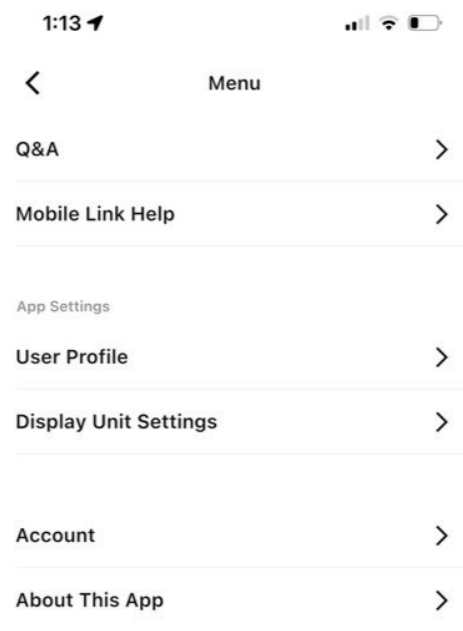 1:13
Menu
Q&A
Mobile Link Help
App Settings
User Profile
Display Unit Settings
Account
About This App